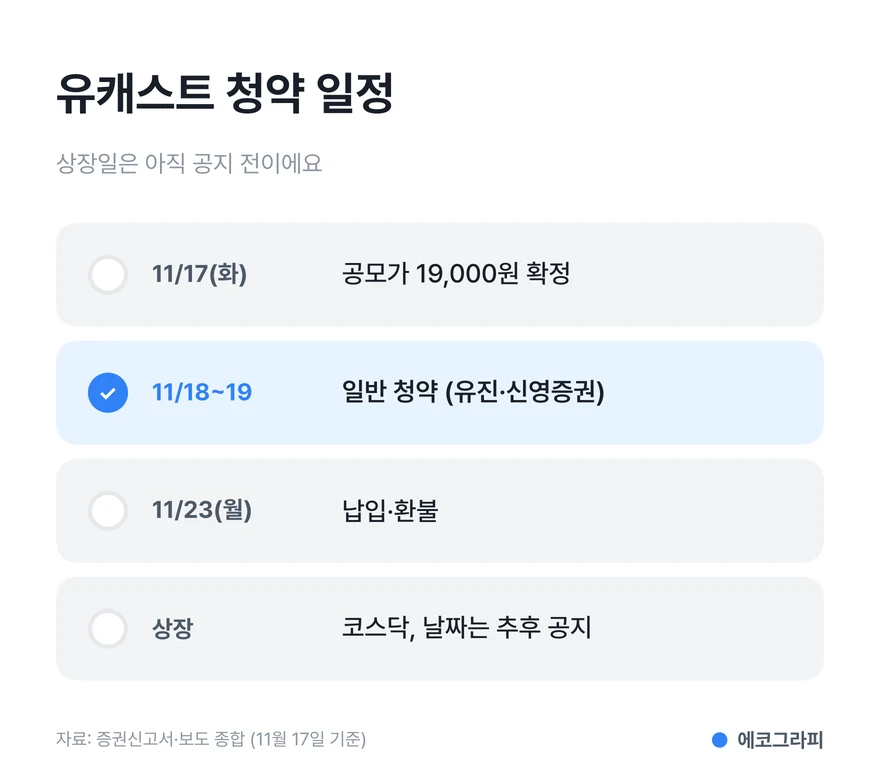 유캐스트 청약 일정
상장일은 아직 공지 전이에요
11/17(화) 공모가 19,000원 확정
11/18~19 일반 청약 (유진·신영증권)
11/23(월) 납입·환불
상장 코스닥, 날짜는 추후 공지
자료: 증권신고서·보도 종합 (11월 17일 기준) 에코그라피